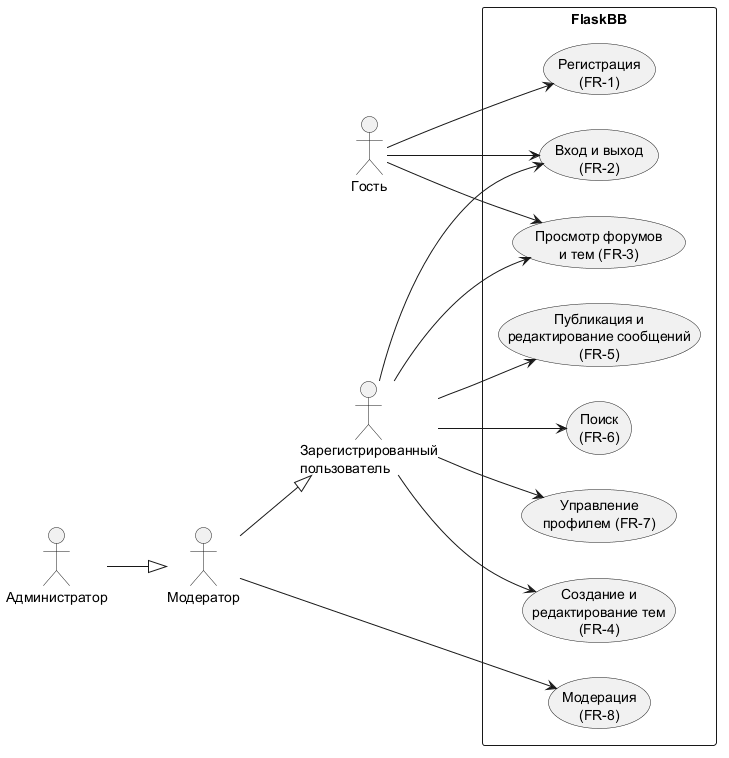 FlaskBB
Регистрация
(FR-1)
Вход и выход
(FR-2)
Гость
Просмотр форумов
и тем (FR-3)
Публикация и
редактирование сообщений
(FR-5)
Поиск
(FR-6)
Зарегистрированный
пользователь
Управление
профилем (FR-7)
Администратор
Модератор
Создание и
редактирование тем
(FR-4)
Модерация
(FR-8)